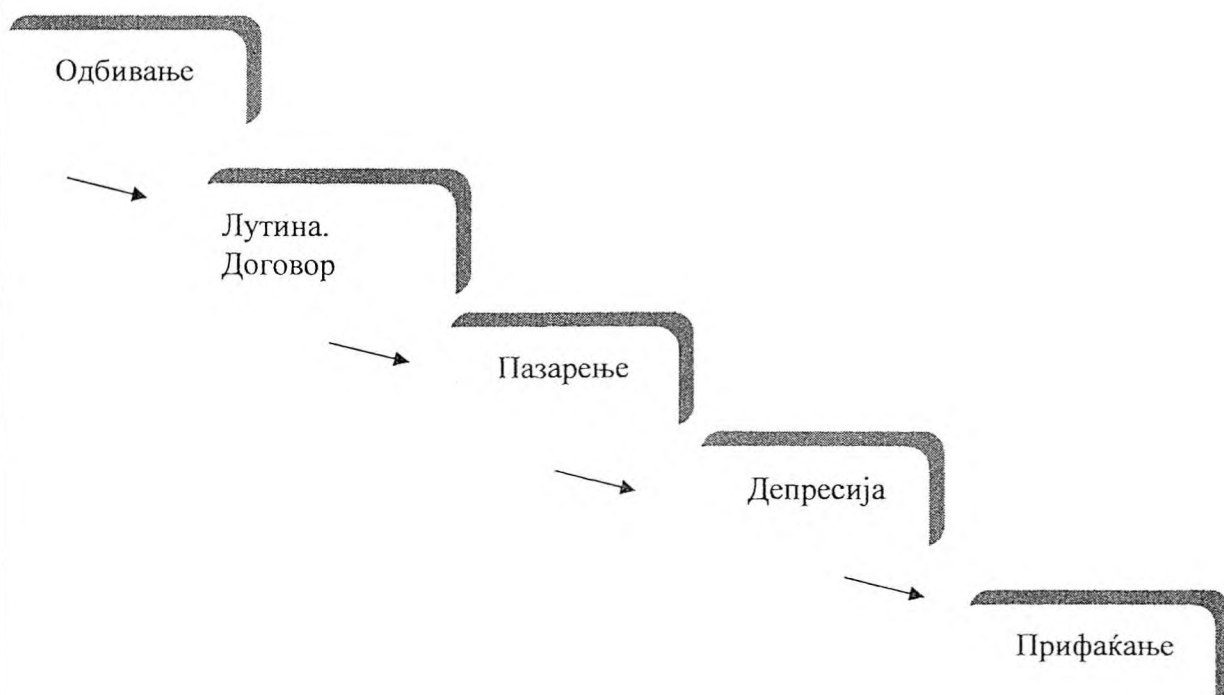 Одбивање
Лутина.
Договор
Пазарење
Депресија
Прифаќање